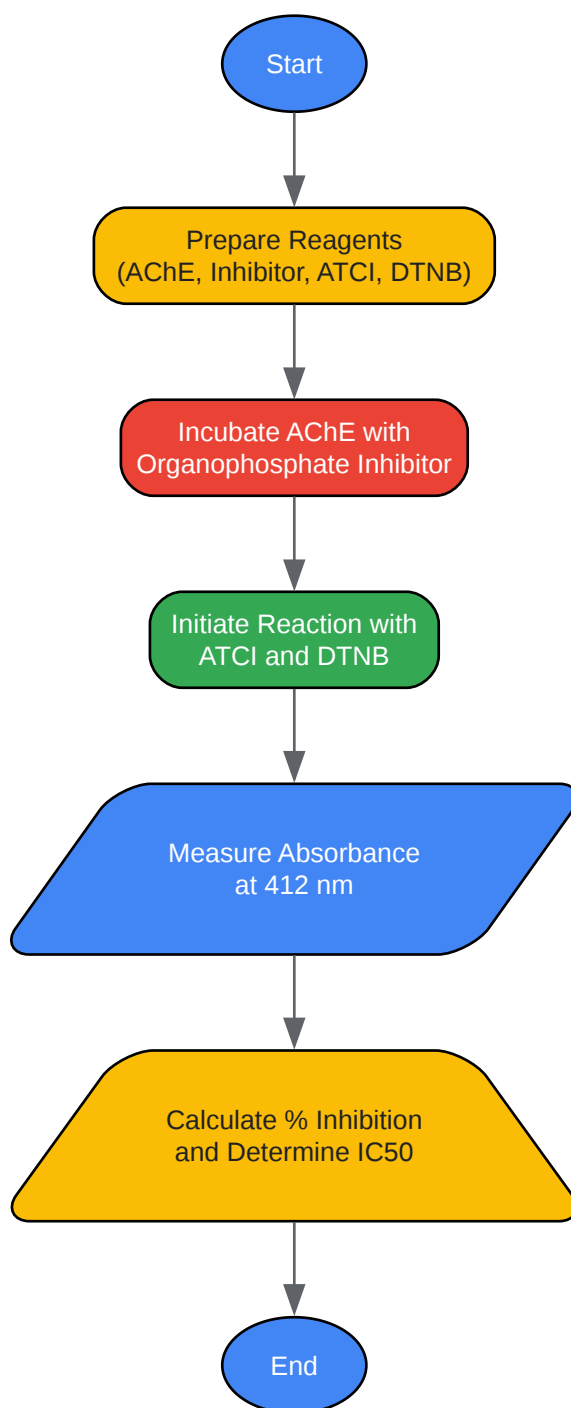 Start
Prepare Reagents
(AChE, Inhibitor, ATCI, DTNB)
Incubate AChE with
Organophosphate Inhibitor
Initiate Reaction with
ATCI and DTNB
Measure Absorbance
at 412 nm
Calculate % Inhibition
and Determine IC50
End